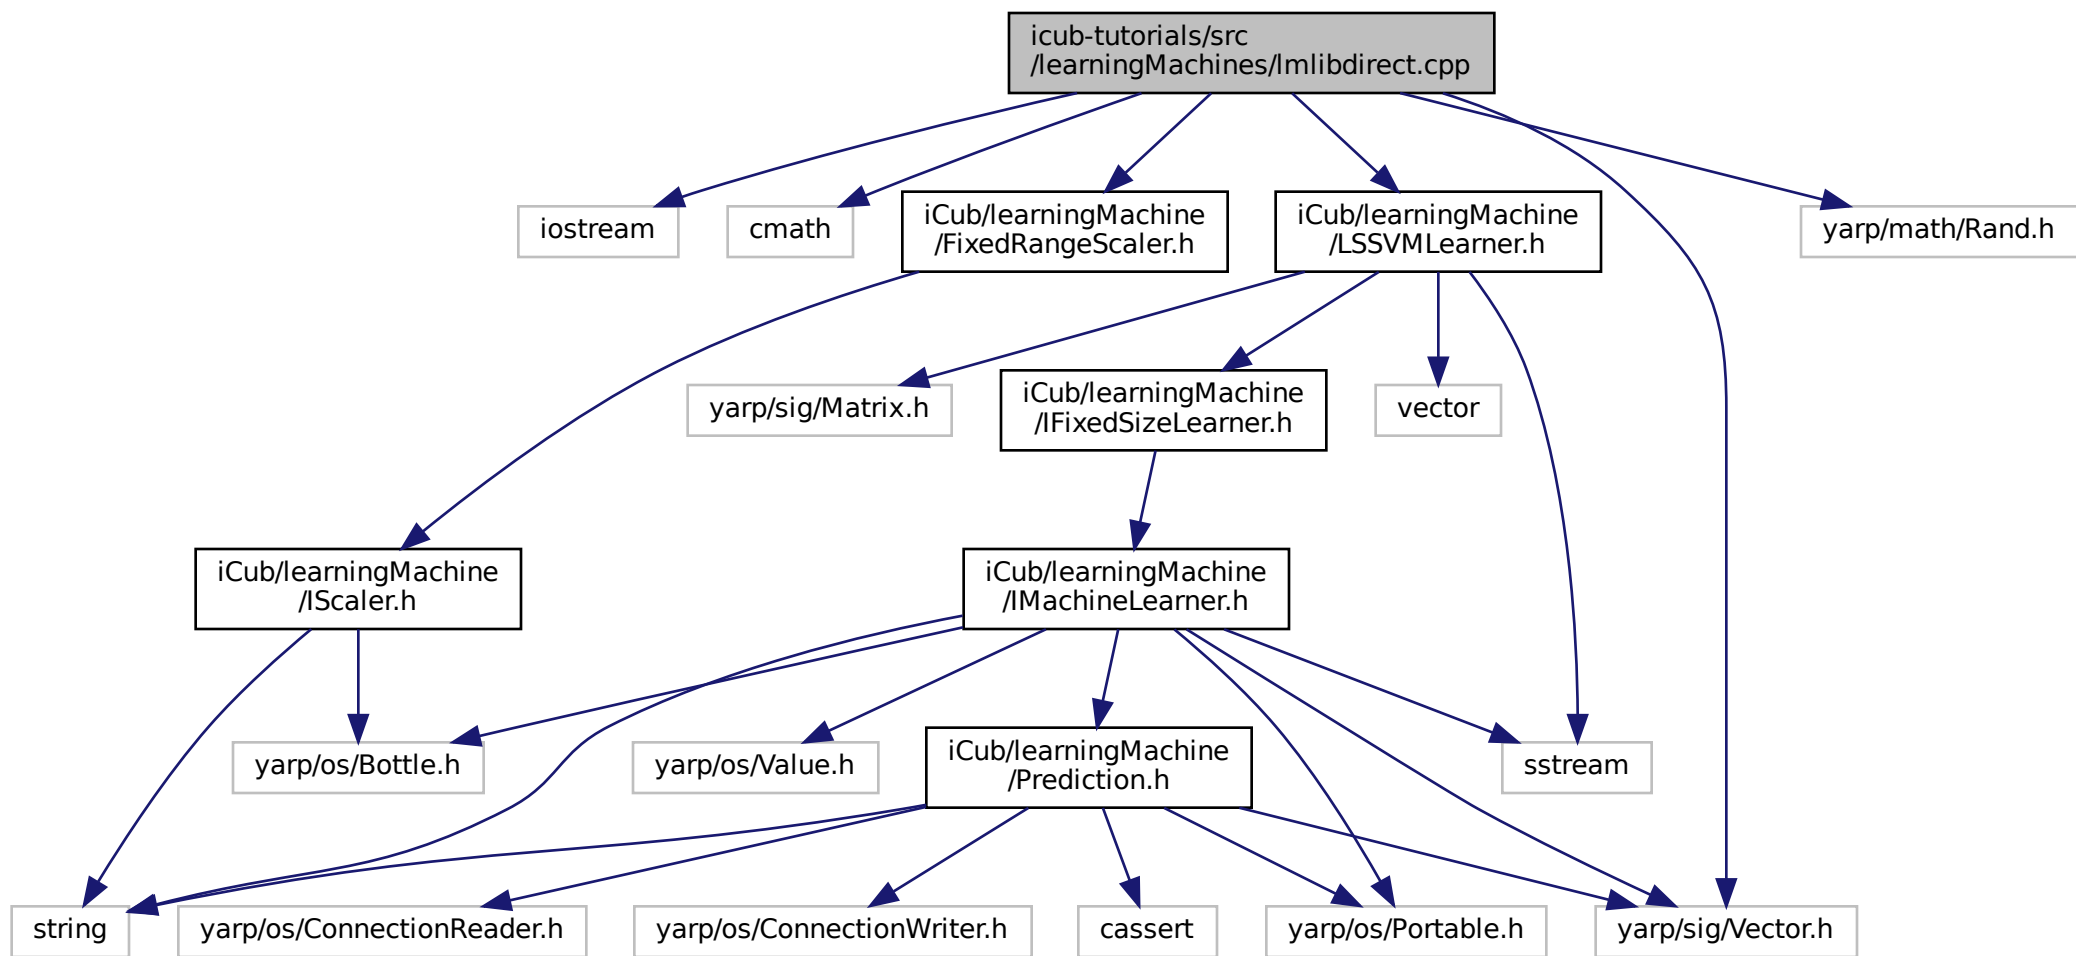 icub-tutorials/src
/learningMachines/lmlibdirect.cpp
iostream
cmath
iCub/learningMachine
/FixedRangeScaler.h
iCub/learningMachine
/LSSVMLearner.h
yarp/math/Rand.h
yarp/sig/Matrix.h
iCub/learningMachine
/IFixedSizeLearner.h
vector
iCub/learningMachine
/IScaler.h
iCub/learningMachine
/IMachineLearner.h
yarp/os/Bottle.h
yarp/os/Value.h
iCub/learningMachine
/Prediction.h
sstream
string
yarp/os/ConnectionReader.h
yarp/os/ConnectionWriter.h
cassert
yarp/os/Portable.h
yarp/sig/Vector.h